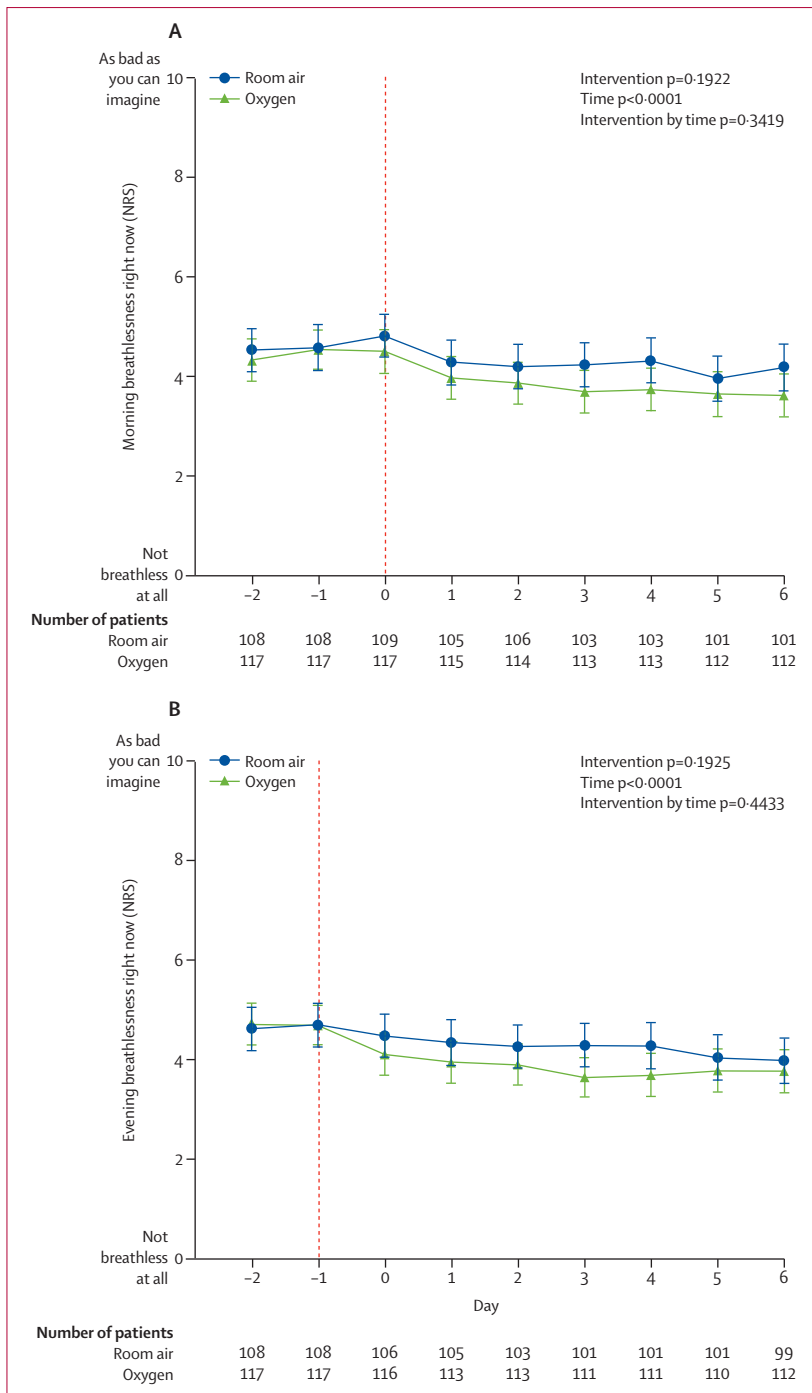 A
As bad as
you can
imagine
10
Room air
Oxygen
Intervention p=0·1922
Time p<0·0001
Intervention by time p=0·3419
8
6
4
2
Morning breathlessness right now (NRS)
Not
breathless
at all
0
–2 –1 0 1 2 3 4 5 6
Number of patients
Room air 108 108 109 105 106 103 103 101 101
Oxygen 117 117 117 115 114 113 113 112 112
B
As bad
you can
imagine
10
Room air
Oxygen
Intervention p=0·1925
Time p<0·0001
Intervention by time p=0·4433
8
6
4
2
Evening breathlessness right now (NRS)
Not
breathless
at all
0
–2 –1 0 1 2 3 4 5 6
Day
Number of patients
Room air 108 108 106 105 103 101 101 101 99
Oxygen 117 117 116 113 113 111 111 110 112